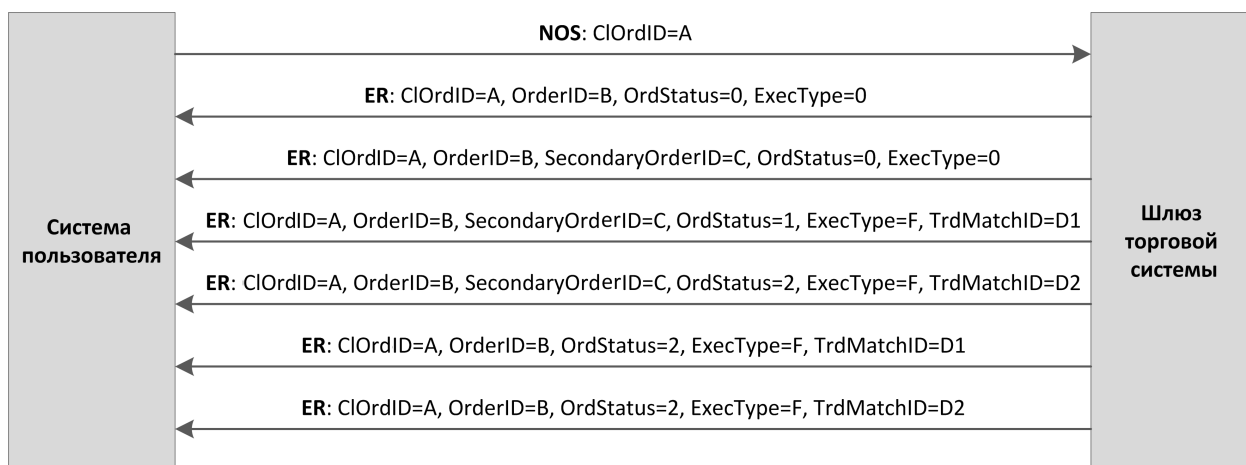 NOS: ClOrdID=A
ER: ClOrdID=A, OrderID=B, OrdStatus=0, ExecType=0
ER: ClOrdID=A, OrderID=B, SecondaryOrderID=C, OrdStatus=0, ExecType=0
ER: ClOrdID=A, OrderID=B, SecondaryOrderID=C, OrdStatus=1, ExecType=F, TrdMatchID=D1
Система
пользователя
Шлюз
торговой
системы
ER: ClOrdID=A, OrderID=B, SecondaryOrderID=C, OrdStatus=2, ExecType=F, TrdMatchID=D2
ER: ClOrdID=A, OrderID=B, OrdStatus=2, ExecType=F, TrdMatchID=D1
ER: ClOrdID=A, OrderID=B, OrdStatus=2, ExecType=F, TrdMatchID=D2